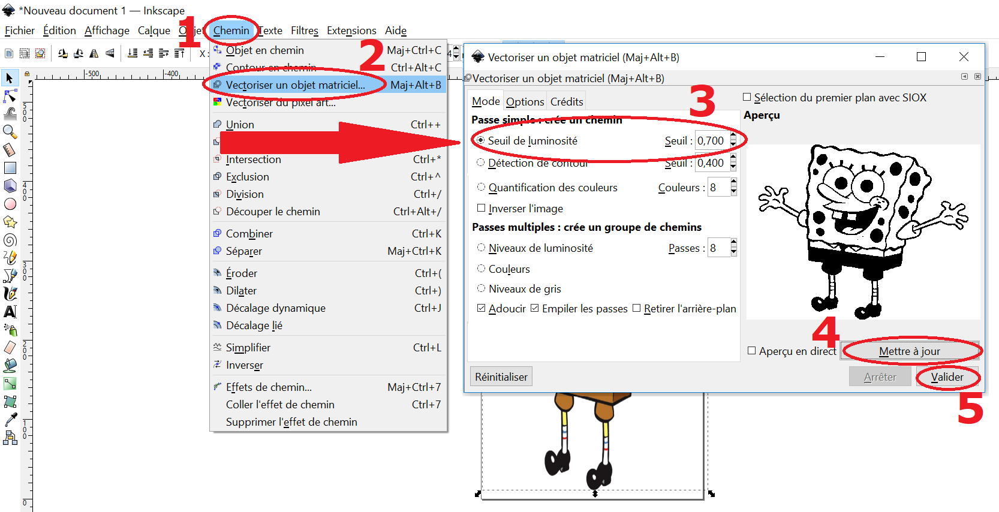 *Nouveau document 1 — Inkscape
Fichier Édition Affichage Calque Objet Chemin Texte Filtres Extensions Aide
1
X :
4
-500 -400
500
400
300
200
100
0
Objet en chemin Maj+Ctrl+C
2
Contour en chemin Ctrl+Alt+C
Vectoriser un objet matriciel... Maj+Alt+B
Vectoriser du pixel art...
Union Ctrl++
Intersection Ctrl+*
Exclusion Ctrl+^
Division Ctrl+/
Découper le chemin Ctrl+Alt+/
Combiner Ctrl+K
Séparer Maj+Ctrl+K
Éroder Ctrl+(
Dilater Ctrl+)
Décalage dynamique Ctrl+J
Décalage lié
Simplifier Ctrl+L
Inverser
Effets de chemin... Maj+Ctrl+7
Coller l'effet de chemin Ctrl+7
Supprimer l'effet de chemin
Vectoriser un objet matriciel (Maj+Alt+B)
Vectoriser un objet matriciel (Maj+Alt+B)
Mode Options Crédits
3
Passe simple : crée un chemin
Seuil de luminosité Seuil : 0,700
Détection de contour Seuil : 0,400
Quantification des couleurs Couleurs : 8
Inverser l'image
Passes multiples : crée un groupe de chemins
Niveaux de luminosité Passes : 8
Couleurs
Niveaux de gris
Adoucir Empiler les passes Retirer l'arrière-plan
Sélection du premier plan avec SIOX
Aperçu
4
Aperçu en direct Mettre à jour
Réinitialiser Arrêter Valider
5